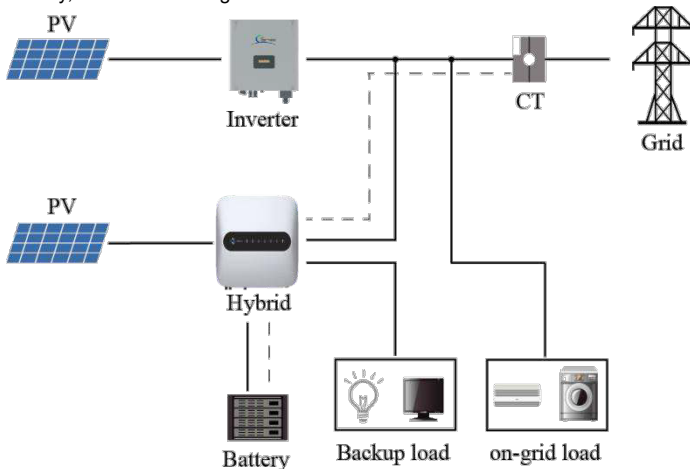 PV
Inverter
CT
Grid
PV
Hybrid
Battery
Backup load
on-grid load